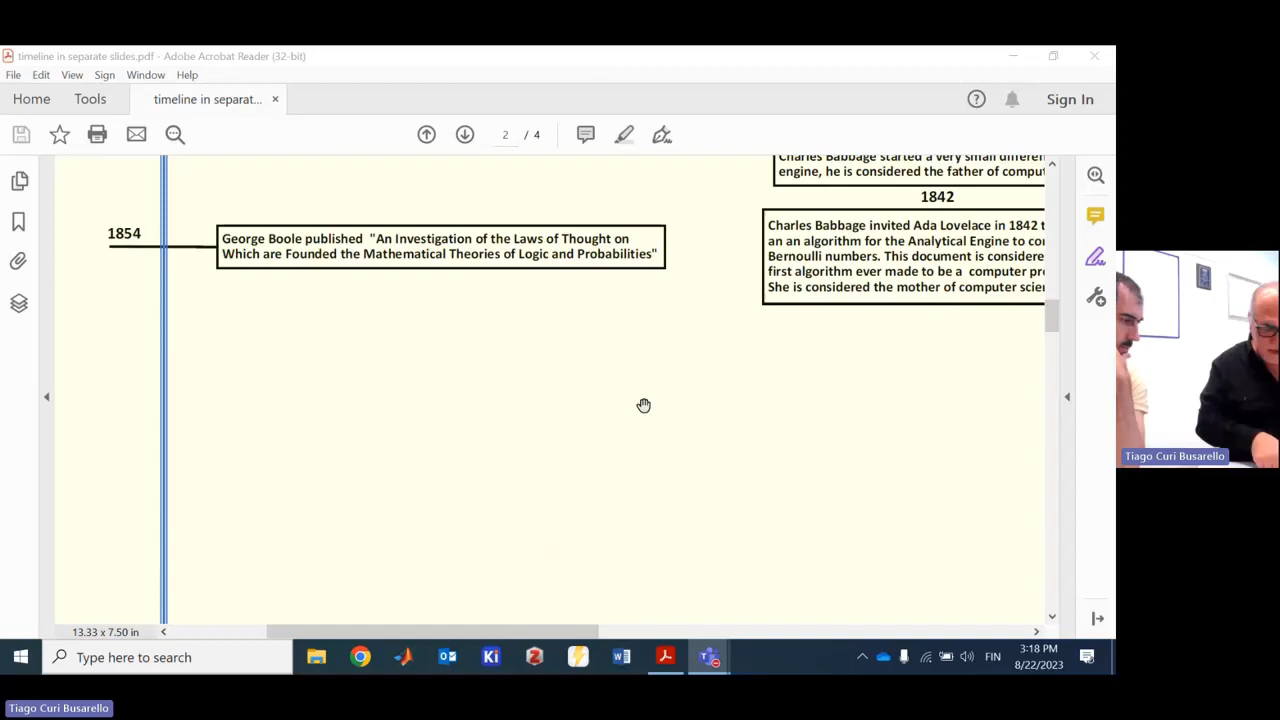 timeline in separate slides.pdf - Adobe Acrobat Reader (32-bit)
File Edit View Sign Window Help
Home Tools timeline in separat... × Sign In
2 / 4
Charles Babbage started a very small differen
engine, he is considered the father of comput
1842
Charles Babbage invited Ada Lovelace in 1842 t
an an algorithm for the Analytical Engine to co
Bernoulli numbers. This document is considere
first algorithm ever made to be a computer pr
She is considered the mother of computer scie
1854
George Boole published "An Investigation of the Laws of Thought on
Which are Founded the Mathematical Theories of Logic and Probabilities"
Tiago Curi Busarello
13.33 x 7.50 in
Type here to search
Ki
FIN
3:18 PM
8/22/2023
Tiago Curi Busarello